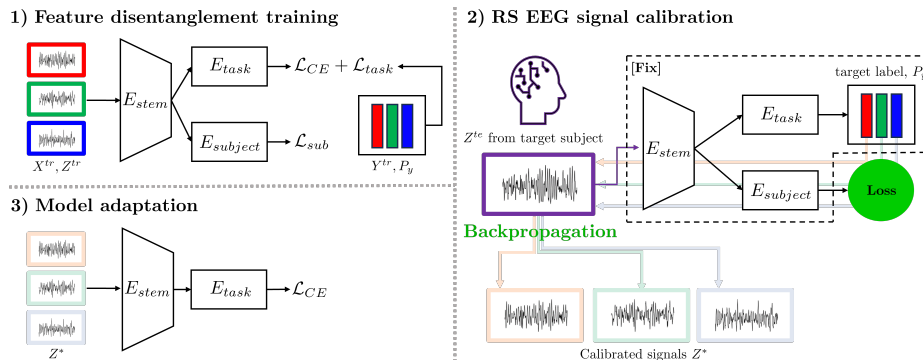 1) Feature disentanglement training
E_stem
E_task
E_subject
ℒ_CE + ℒ_task
ℒ_sub
X^tr, Z^tr
Y^tr, P_y
2) RS EEG signal calibration
[Fix]
target label, P_y
Z^te from target subject
E_stem
E_task
E_subject
Loss
Backpropagation
Calibrated signals Z*
3) Model adaptation
E_stem
E_task
ℒ_CE
Z*